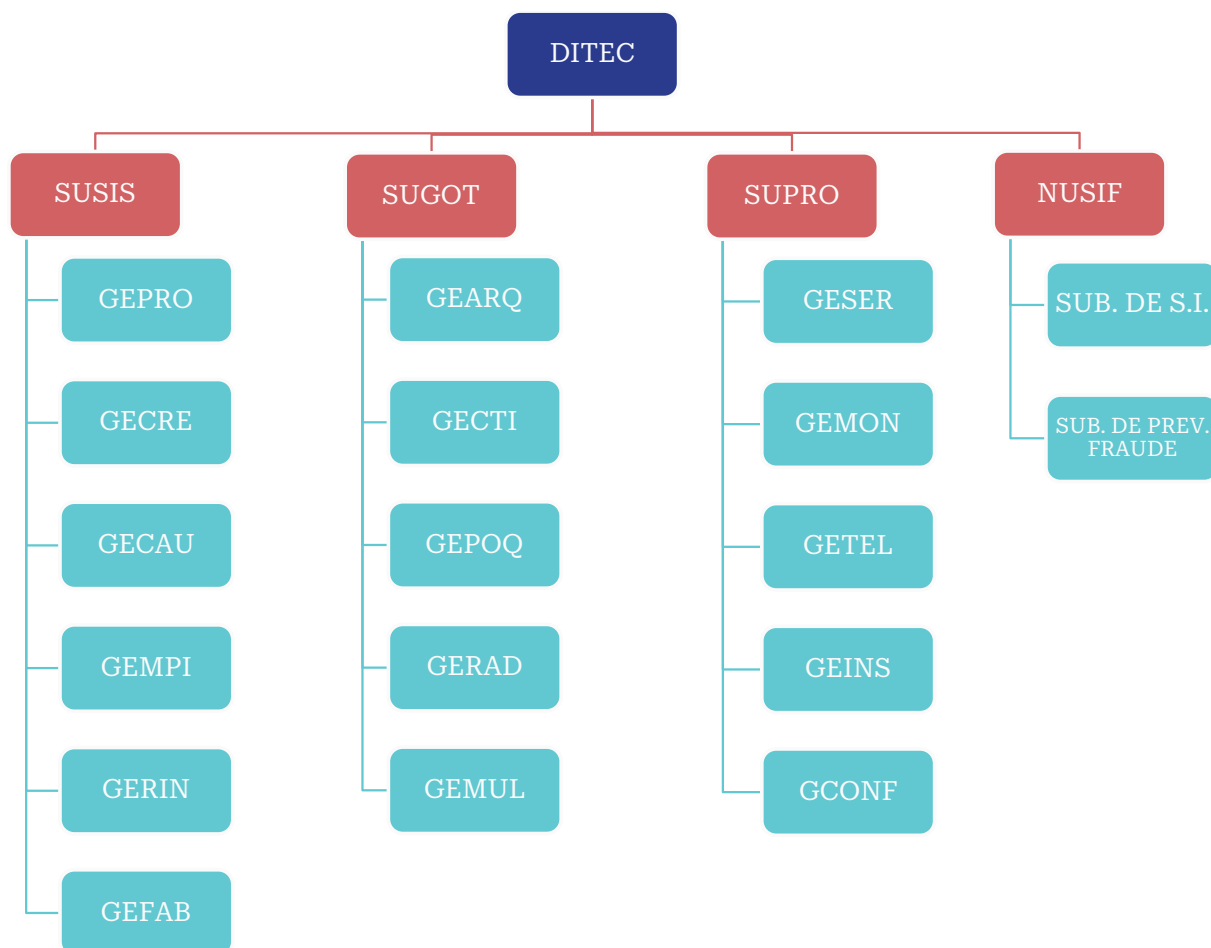 DITEC
SUSIS
SUGOT
SUPRO
NUSIF
GEPRO
GECRE
GECAU
GEMPI
GERIN
GEFAB
GEARQ
GECTI
GEPOQ
GERAD
GEMUL
GESER
GEMON
GETEL
GEINS
GCONF
SUB. DE S.I.
SUB. DE PREV.
FRAUDE